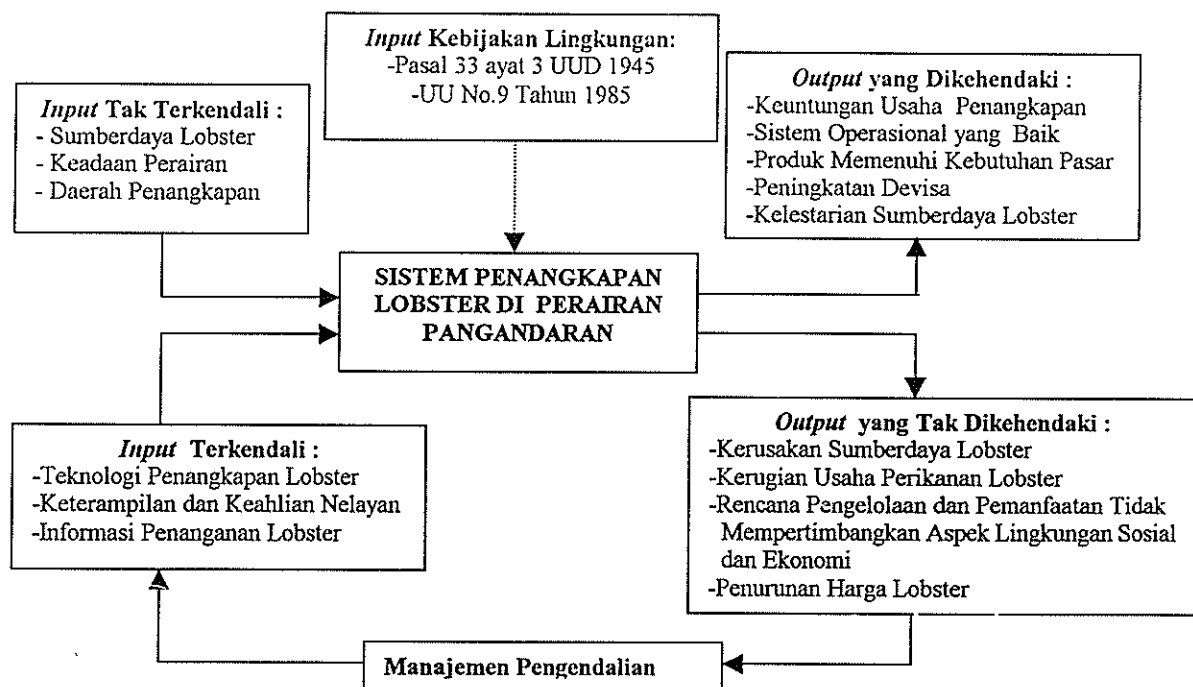 Input Kebijakan Lingkungan:
-Pasal 33 ayat 3 UUD 1945
-UU No.9 Tahun 1985
Input Tak Terkendali :
- Sumberdaya Lobster
- Keadaan Perairan
- Daerah Penangkapan
Output yang Dikehendaki :
-Keuntungan Usaha Penangkapan
-Sistem Operasional yang Baik
-Produk Memenuhi Kebutuhan Pasar
-Peningkatan Devisa
-Kelestarian Sumberdaya Lobster
SISTEM PENANGKAPAN
LOBSTER DI PERAIRAN
PANGANDARAN
Input Terkendali :
-Teknologi Penangkapan Lobster
-Keterampilan dan Keahlian Nelayan
-Informasi Penanganan Lobster
Output yang Tak Dikehendaki :
-Kerusakan Sumberdaya Lobster
-Kerugian Usaha Perikanan Lobster
-Rencana Pengelolaan dan Pemanfaatan Tidak
Mempertimbangkan Aspek Lingkungan Sosial
dan Ekonomi
-Penurunan Harga Lobster
Manajemen Pengendalian